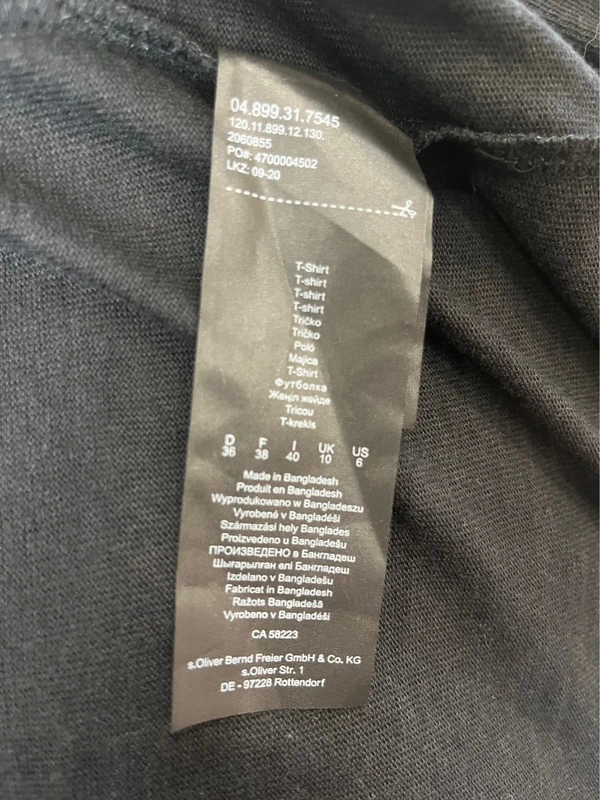 04.899.31.7545
120.11.899.12.130
2060855
PO#: 4700004502
LKZ: 09-20
T-Shirt
T-shirt
T-shirt
T-shirt
Tričko
Tričko
Póló
Majica
T-Shirt
Футболка
Жеңіл жейде
Tricou
T-krekls
D F I UK US
36 38 40 10 6
Made in Bangladesh
Produit en Bangladesh
Wyprodukowano w Bangladeszu
Vyrobené v Bangladéši
Származási hely Banglades
Proizvedeno u Bangladešu
ПРОИЗВЕДЕНО в Бангладеш
Шығарылған елі Бангладеш
Izdelano v Bangladešu
Fabricat in Bangladesh
Ražots Bangladešā
Vyrobeno v Bangladéši
CA 58223
s.Oliver Bernd Freier GmbH & Co. KG
s.Oliver Str. 1
DE - 97228 Rottendorf